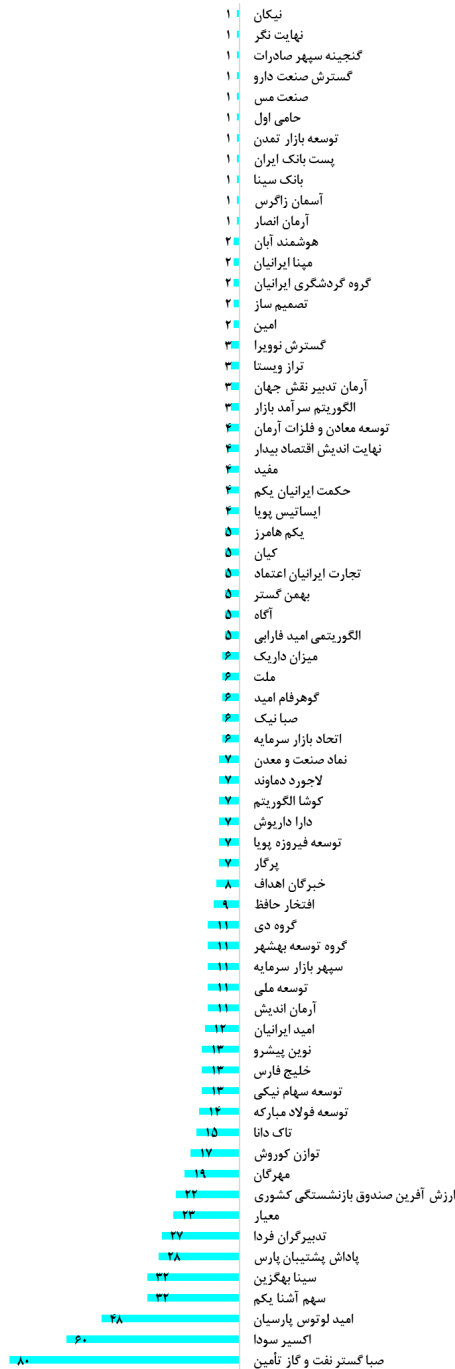 نیکان ۱
نهایت نگر ۱
گنجینه سپهر صادرات ۱
گسترش صنعت دارو ۱
صنعت مس ۱
حامی اول ۱
توسعه بازار تمدن ۱
پست بانک ایران ۱
بانک سینا ۱
آسمان زاگرس ۱
آرمان انصار ۱
هوشمند آبان ۲
مپنا ایرانیان ۲
گروه گردشگری ایرانیان ۲
تصمیم ساز ۲
امین ۲
گسترش نوویرا ۳
تراز ویستا ۳
آرمان تدبیر نقش جهان ۳
الگوریتم سرآمد بازار ۳
توسعه معادن و فلزات آرمان ۴
نهایت اندیش اقتصاد بیدار ۴
مفید ۴
حکمت ایرانیان یکم ۴
ایساتیس پویا ۴
یکم هامرز ۵
کیان ۵
تجارت ایرانیان اعتماد ۵
بهمن گستر ۵
آگاه ۵
الگوریتمی امید فارابی ۵
میزان داریک ۶
ملت ۶
گوهرفام امید ۶
صبا نیک ۶
اتحاد بازار سرمایه ۶
نماد صنعت و معدن ۷
لاجورد دماوند ۷
کوشا الگوریتم ۷
دارا داریوش ۷
توسعه فیروزه پویا ۷
پرگار ۷
خبرگان اهداف ۸
افتخار حافظ ۹
گروه دی ۱۱
گروه توسعه بهشهر ۱۱
سپهر بازار سرمایه ۱۱
توسعه ملی ۱۱
آرمان اندیش ۱۱
امید ایرانیان ۱۲
نوین پیشرو ۱۳
خلیج فارس ۱۳
توسعه سهام نیکی ۱۳
توسعه فولاد مبارکه ۱۴
تاک دانا ۱۵
توازن کوروش ۱۷
مهرگان ۱۹
ارزش آفرین صندوق بازنشستگی کشوری ۲۲
معیار ۲۳
تدبیرگران فردا ۲۷
پاداش پشتیبان پارس ۲۸
سینا بهگزین ۳۲
سهم آشنا یکم ۳۲
امید لوتوس پارسیان ۴۸
اکسیر سودا ۶۰
صبا گستر نفت و گاز تأمین ۸۰